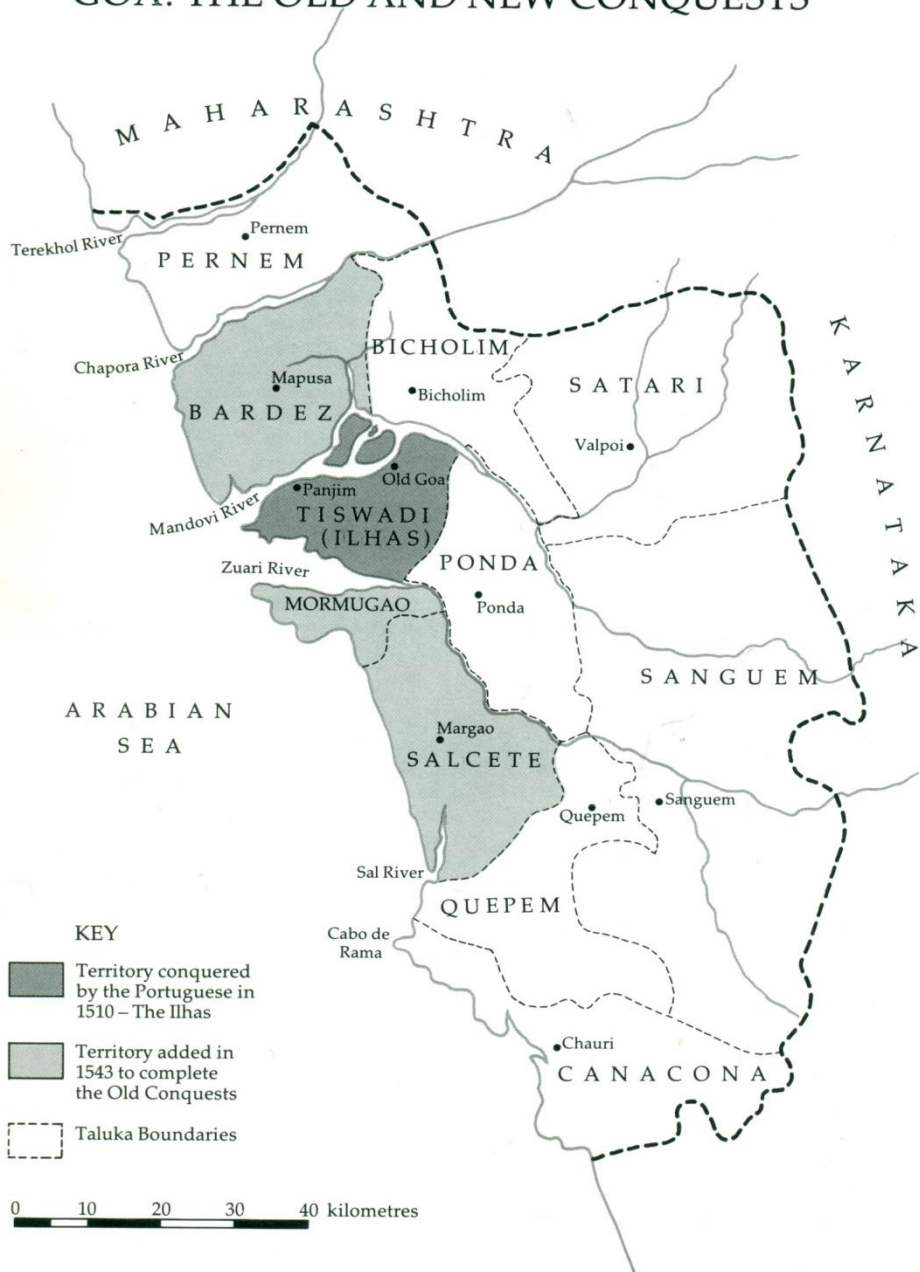 GOA: THE OLD AND NEW CONQUESTS
MAHARASHTRA
Terekhol River
Pernem
PERNEM
Chapora River
BICHOLIM
Mapusa
Bicholim
BARDEZ
SATARI
Valpoi
KARNATAKA
Old Goa
Panjim
Mandovi River
TISWADI
(ILHAS)
Zuari River
PONDA
Ponda
MORMUGAO
SANGUEM
ARABIAN
SEA
Margao
SALCETE
Sanguem
Quepem
Sal River
QUEPEM
Cabo de
Rama
Chauri
CANACONA
KEY
Territory conquered
by the Portuguese in
1510 – The Ilhas
Territory added in
1543 to complete
the Old Conquests
Taluka Boundaries
0 10 20 30 40 kilometres